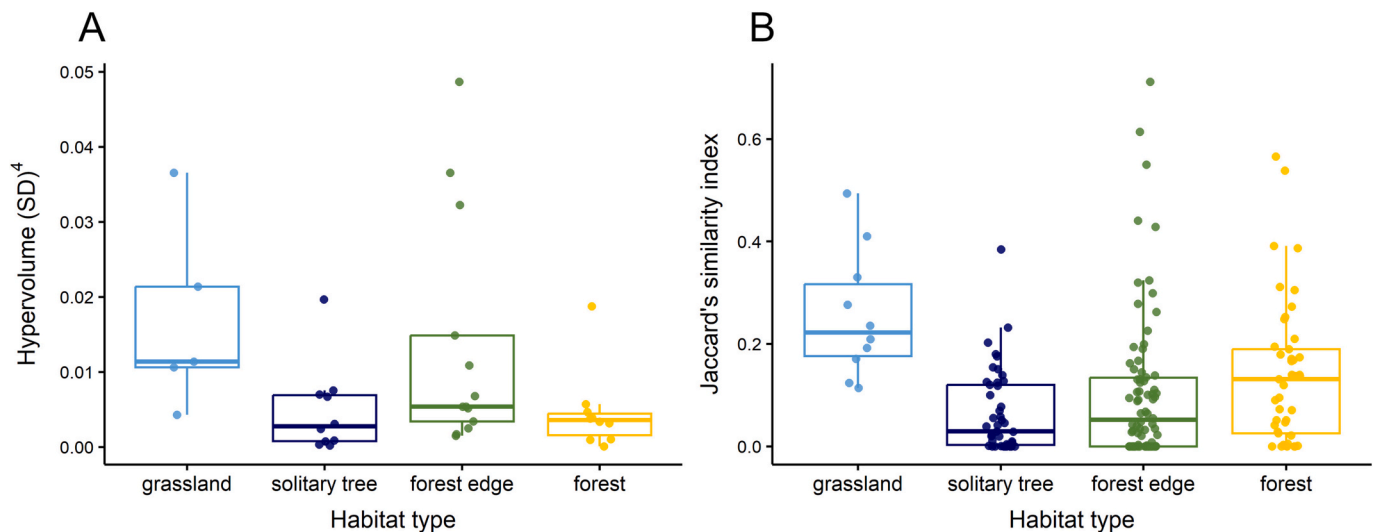 A
Hypervolume (SD)^4
0.05
0.04
0.03
0.02
0.01
0.00
grassland solitary tree forest edge forest
Habitat type
B
Jaccard's similarity index
0.6
0.4
0.2
0.0
grassland solitary tree forest edge forest
Habitat type